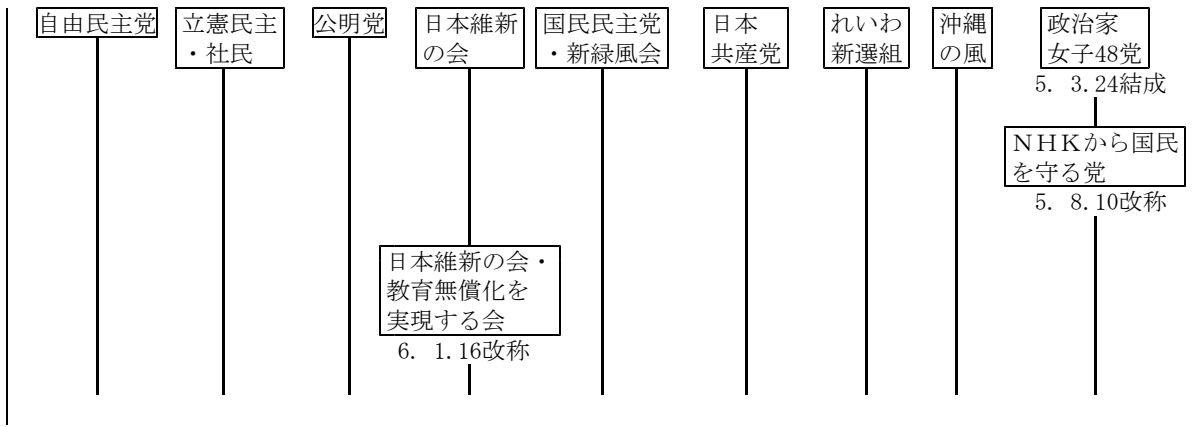 自由民主党
立憲民主
・社民
公明党
日本維新
の会
国民民主党
・新緑風会
日本
共産党
れいわ
新選組
沖縄
の風
政治家
女子48党
5. 3.24結成
NHKから国民
を守る党
5. 8.10改称
日本維新の会・
教育無償化を
実現する会
6. 1.16改称